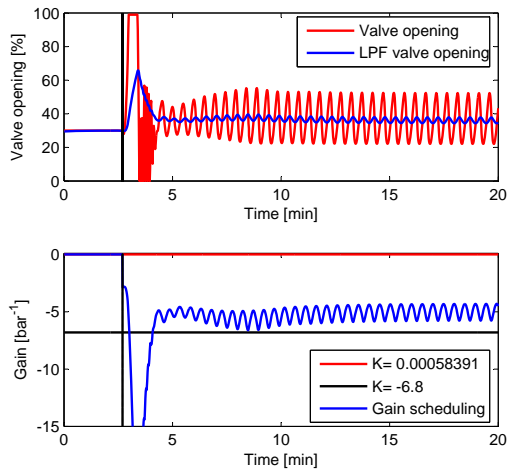 100
80
60
40
20
0
Valve opening [%]
Valve opening
LPF valve opening
0 5 10 15 20
Time [min]
0
-5
-10
-15
Gain [bar-1]
K= 0.00058391
K= -6.8
Gain scheduling
0 5 10 15 20
Time [min]